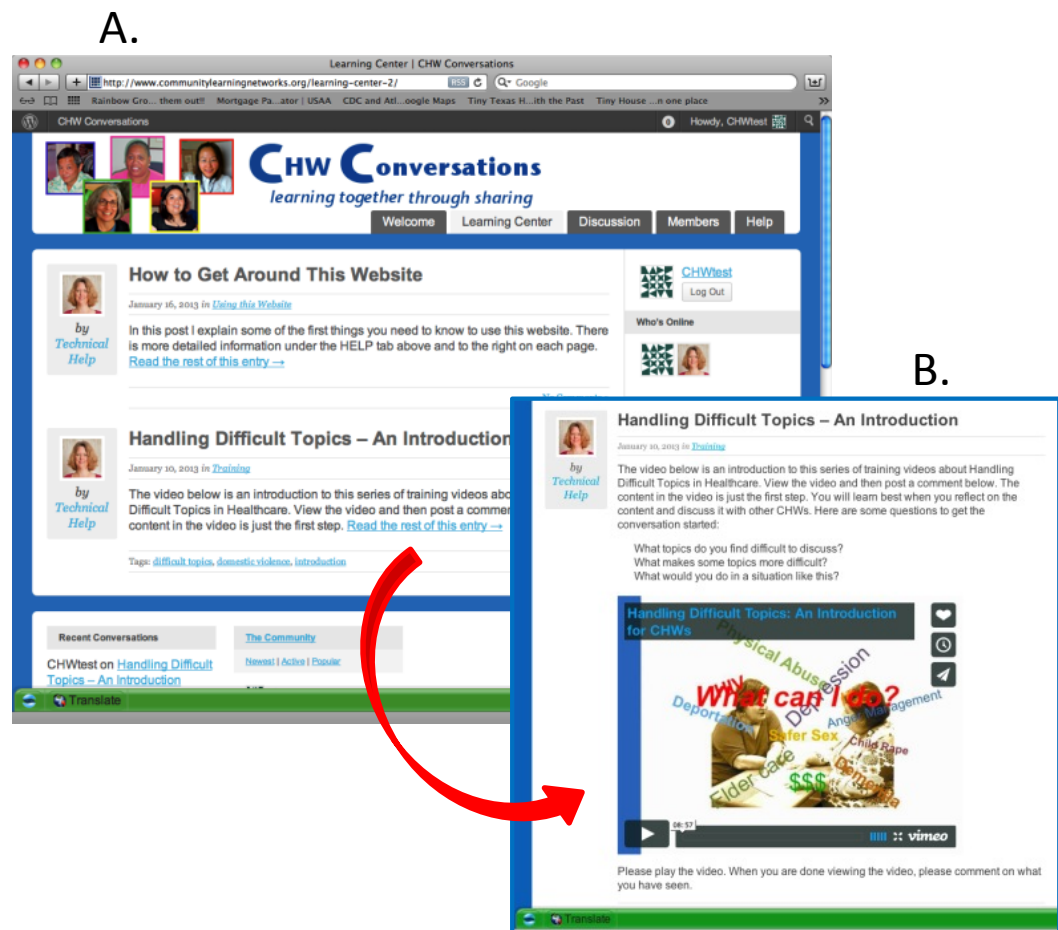 A.
Learning Center | CHW Conversations
http://www.communitylearningnetworks.org/learning-center-2/ RSS Google
Rainbow Gro... them out!! Mortgage Pa...ator | USAA CDC and Atl...oogle Maps Tiny Texas H...ith the Past Tiny House ...n one place
CHW Conversations 0 Howdy, CHWtest
CHW Conversations
learning together through sharing
Welcome Learning Center Discussion Members Help
How to Get Around This Website
January 16, 2013 in Using this Website
by
Technical
Help
In this post I explain some of the first things you need to know to use this website. There
is more detailed information under the HELP tab above and to the right on each page.
Read the rest of this entry →
CHWtest
Log Out
Who's Online
Handling Difficult Topics – An Introduction
January 10, 2013 in Training
by
Technical
Help
The video below is an introduction to this series of training videos abo
Difficult Topics in Healthcare. View the video and then post a comment
content in the video is just the first step. Read the rest of this entry →
Tags: difficult topics, domestic violence, introduction
Recent Conversations
CHWtest on Handling Difficult
Topics – An Introduction
The Community
Newest | Active | Popular
Translate
B.
Handling Difficult Topics – An Introduction
January 10, 2013 in Training
by
Technical
Help
The video below is an introduction to this series of training videos about Handling
Difficult Topics in Healthcare. View the video and then post a comment below. The
content in the video is just the first step. You will learn best when you reflect on the
content and discuss it with other CHWs. Here are some questions to get the
conversation started:
What topics do you find difficult to discuss?
What makes some topics more difficult?
What would you do in a situation like this?
Handling Difficult Topics: An Introduction
for CHWs
Physical Abuse
Depression
HIV
What can I do?
Deportation
Anger Management
Safer Sex
Child Rape
Elder care
$$$
Dementia
06:57
vimeo
Please play the video. When you are done viewing the video, please comment on what
you have seen.
Translate